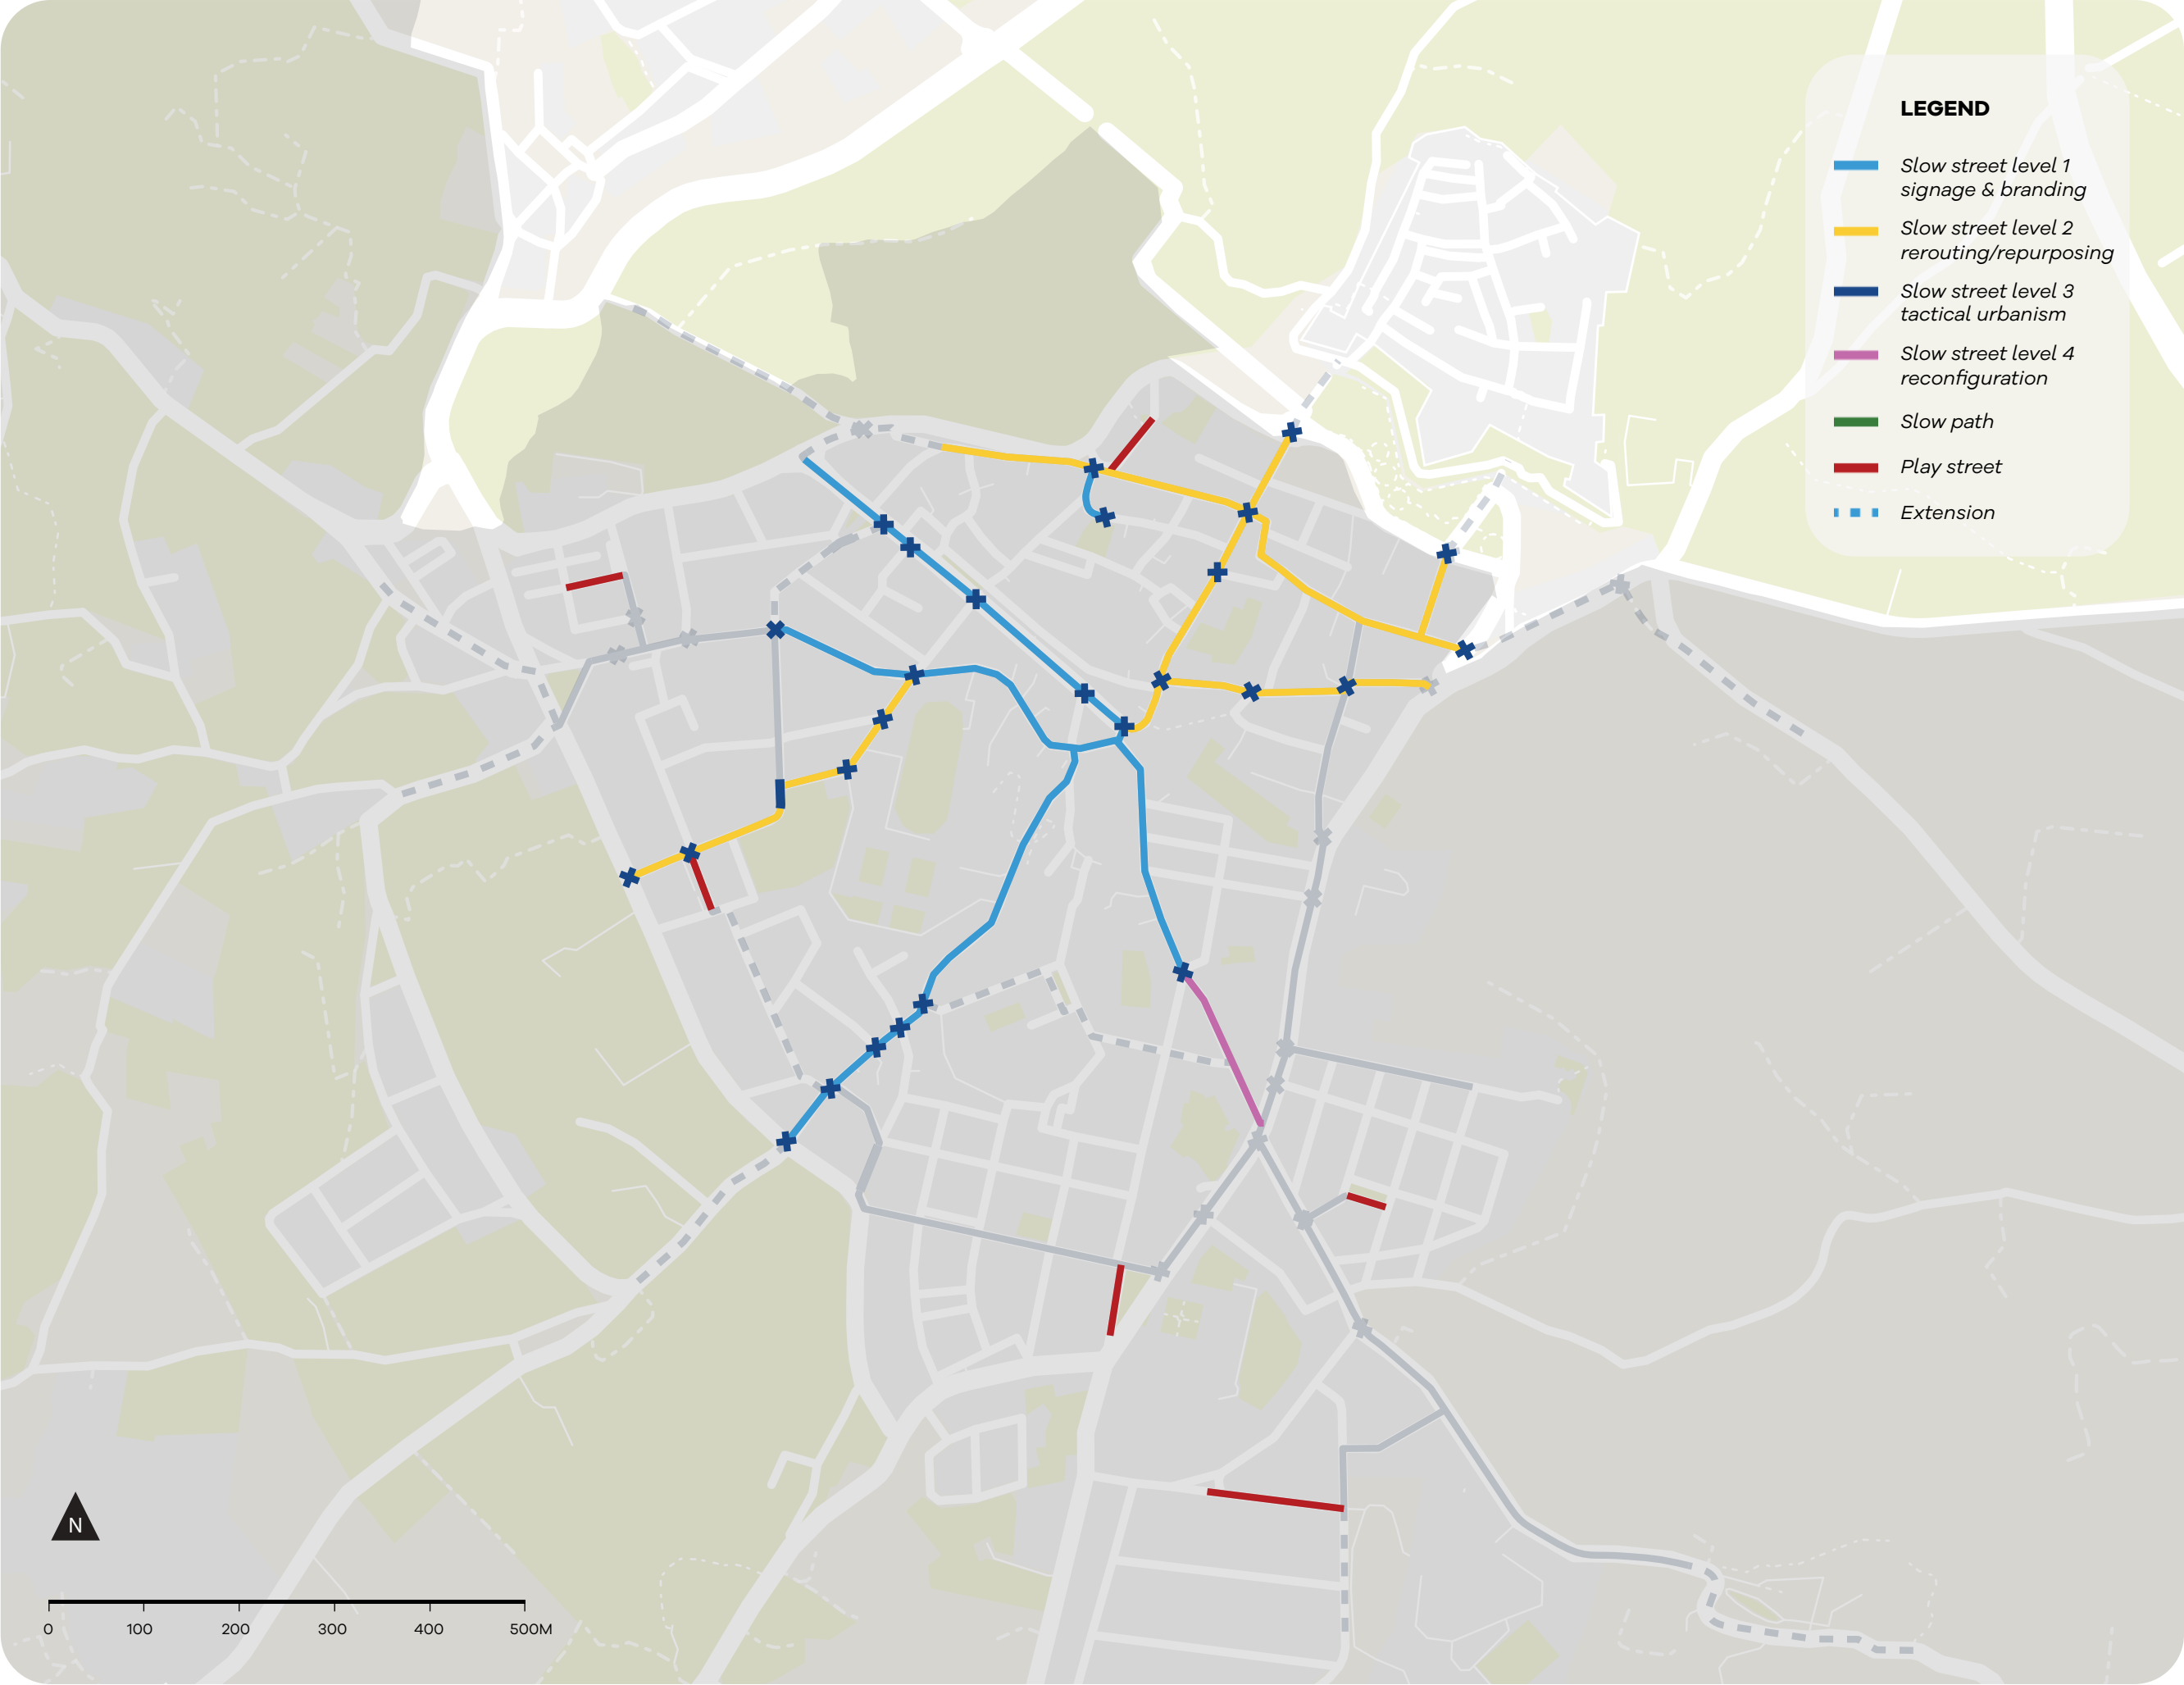 LEGEND
Slow street level 1
signage & branding
Slow street level 2
rerouting/repurposing
Slow street level 3
tactical urbanism
Slow street level 4
reconfiguration
Slow path
Play street
Extension
N
0 100 200 300 400 500M